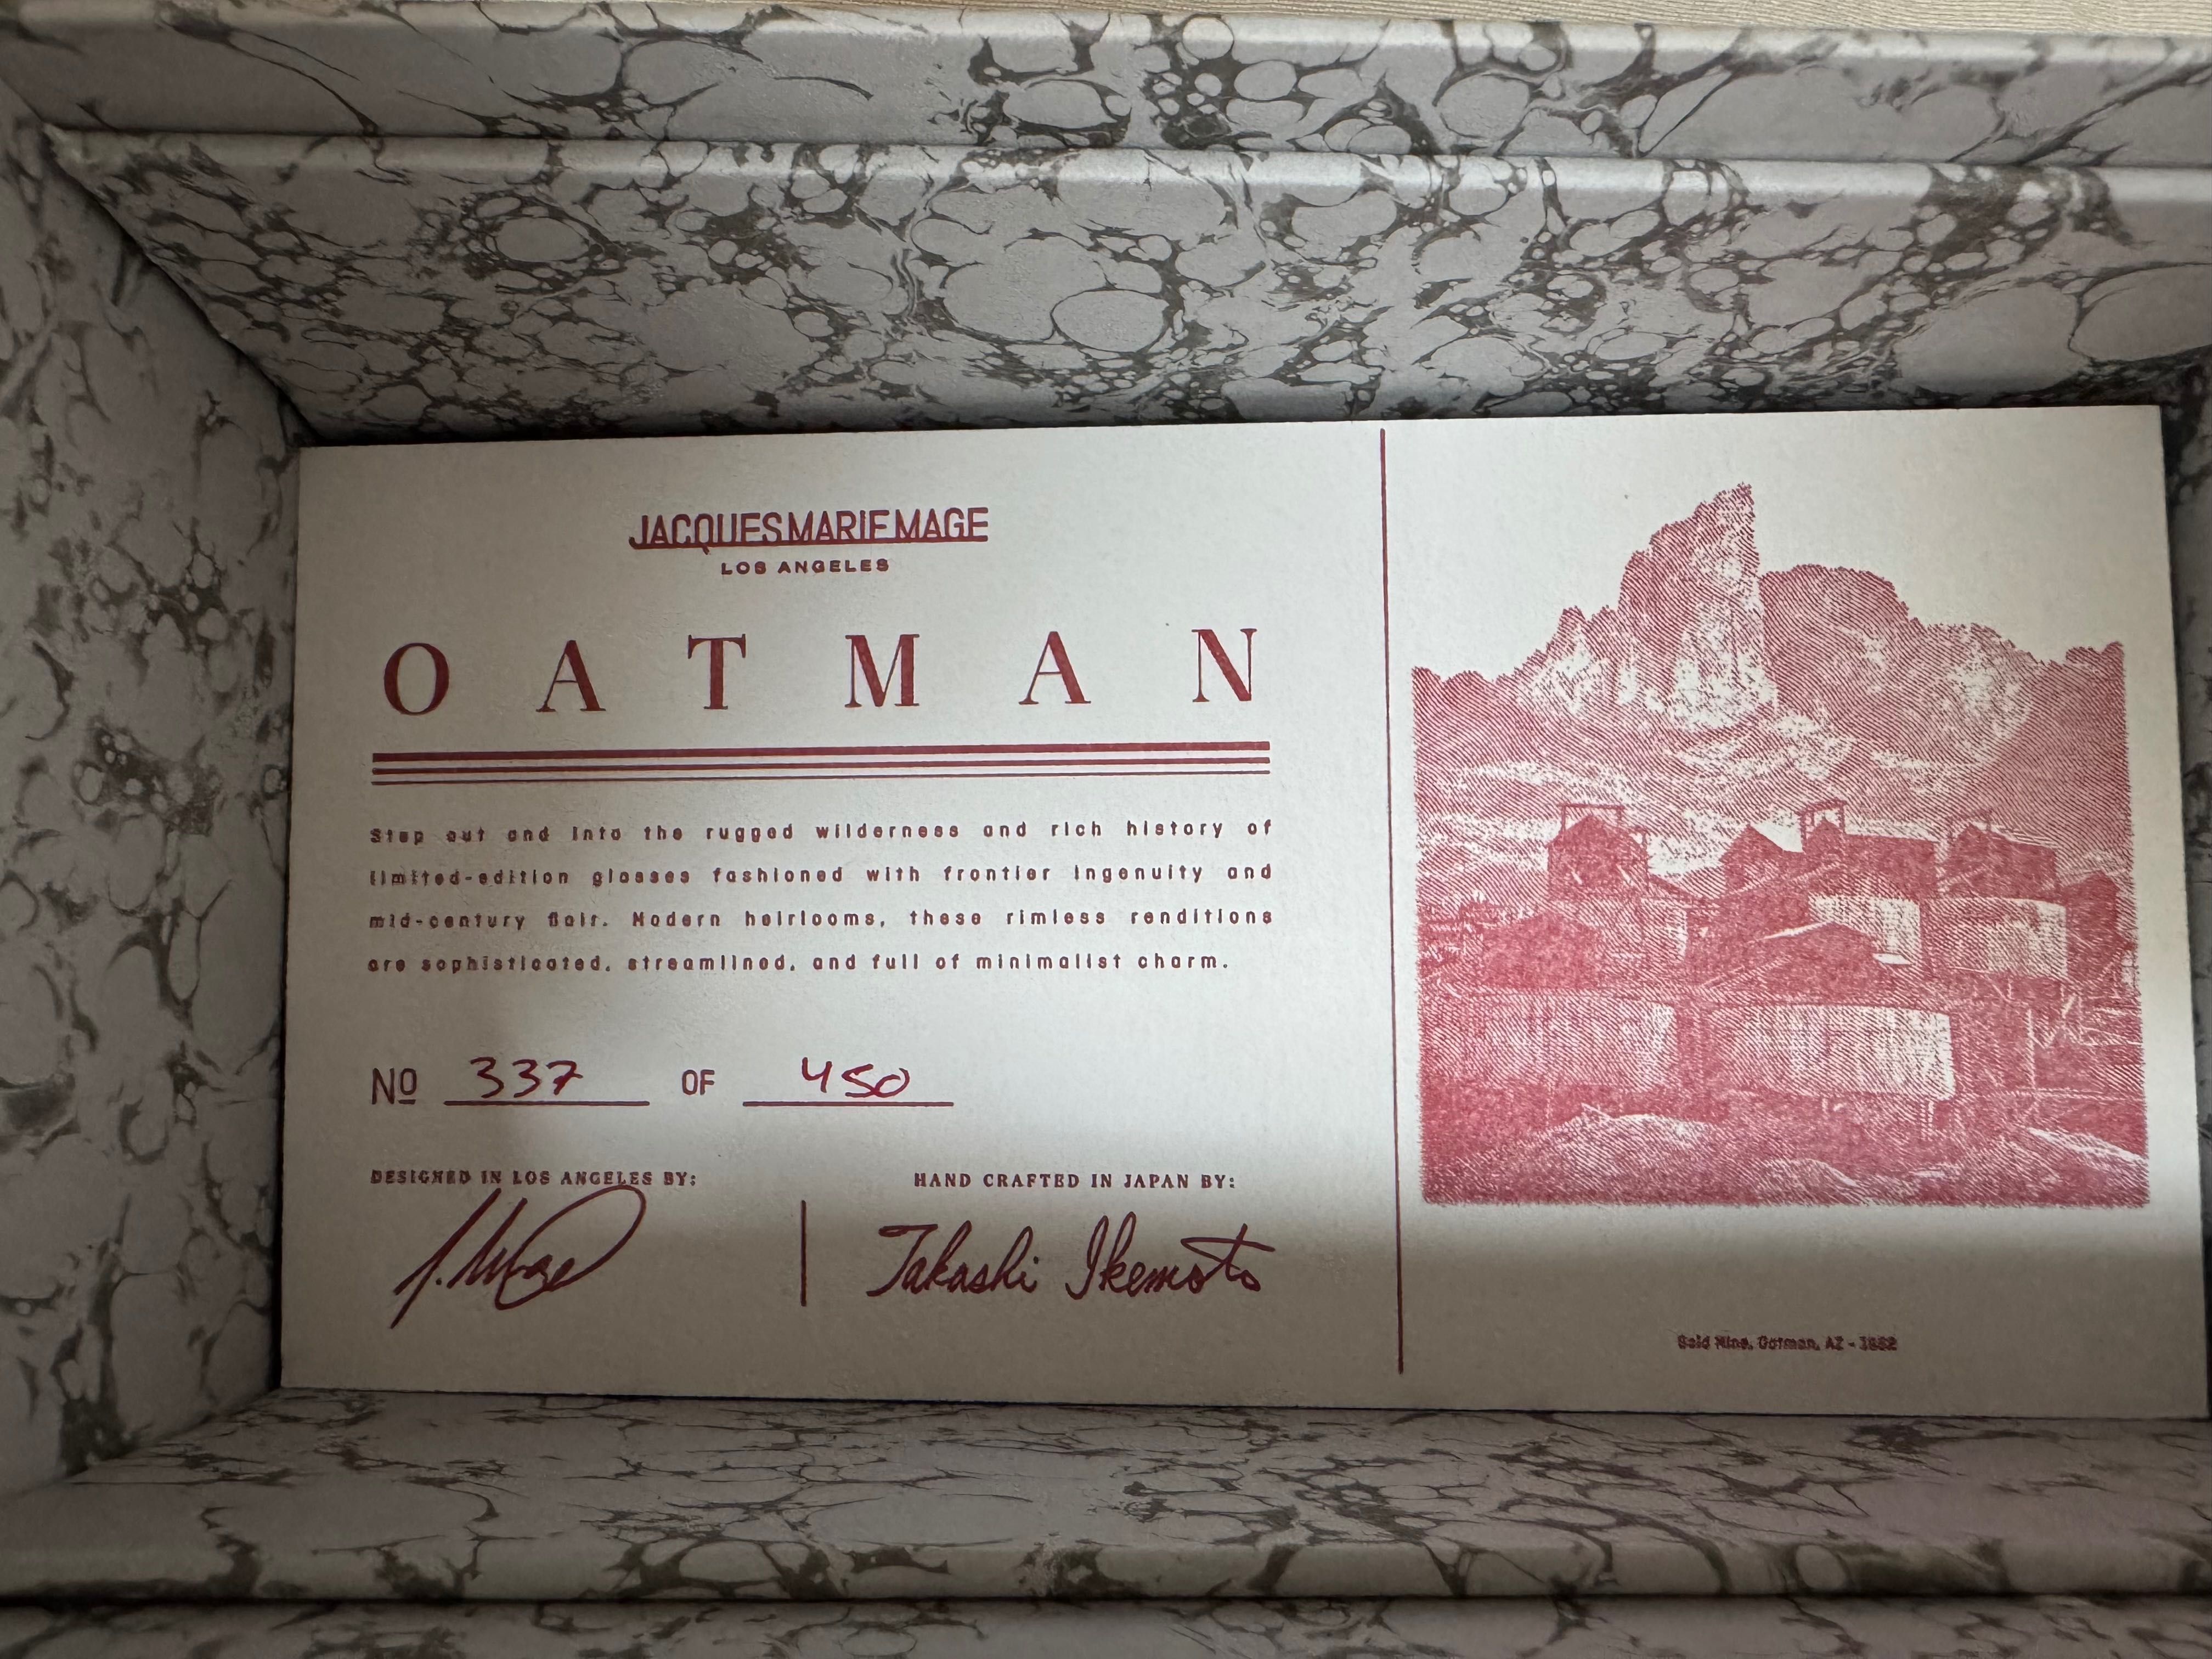 JACQUESMARIEMAGE
LOS ANGELES
OATMAN
Step out and into the rugged wilderness and rich history of
limited-edition glasses fashioned with frontier ingenuity and
mid-century flair. Modern heirlooms, these rimless renditions
are sophisticated, streamlined, and full of minimalist charm.
No 337 OF 450
DESIGNED IN LOS ANGELES BY:
J. Mage
HAND CRAFTED IN JAPAN BY:
Takashi Ikemoto
Gold Mine, Oatman, AZ -